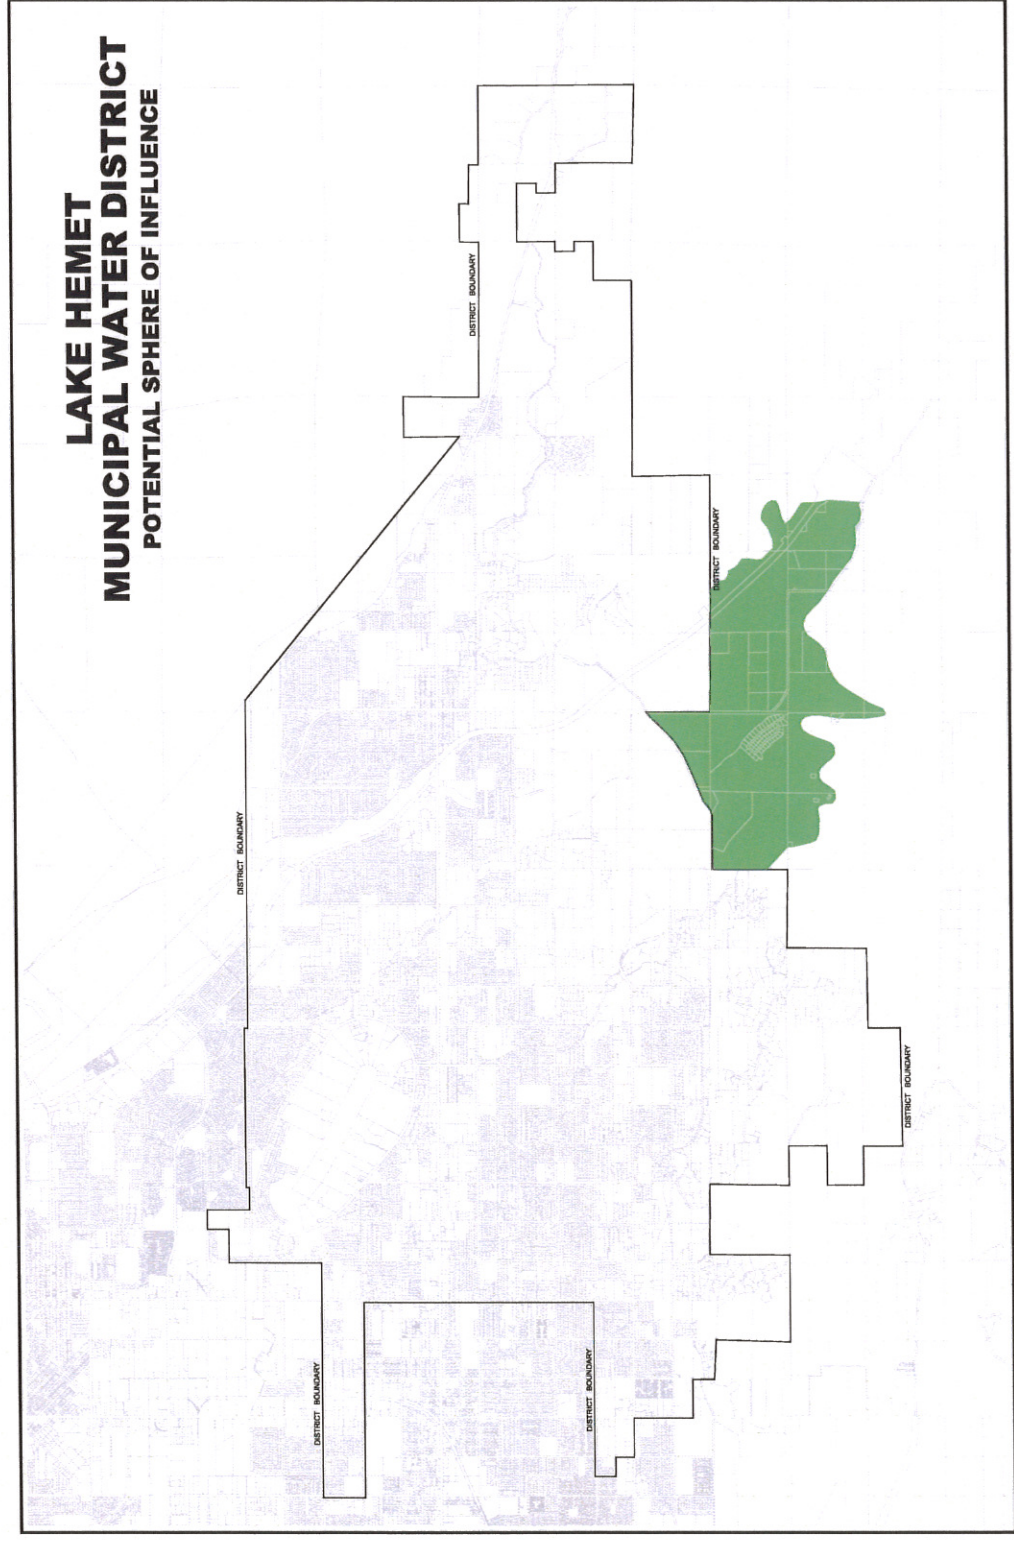 LAKE HEMET
MUNICIPAL WATER DISTRICT
POTENTIAL SPHERE OF INFLUENCE
DISTRICT BOUNDARY
DISTRICT BOUNDARY
DISTRICT BOUNDARY
DISTRICT BOUNDARY
DISTRICT BOUNDARY
DISTRICT BOUNDARY